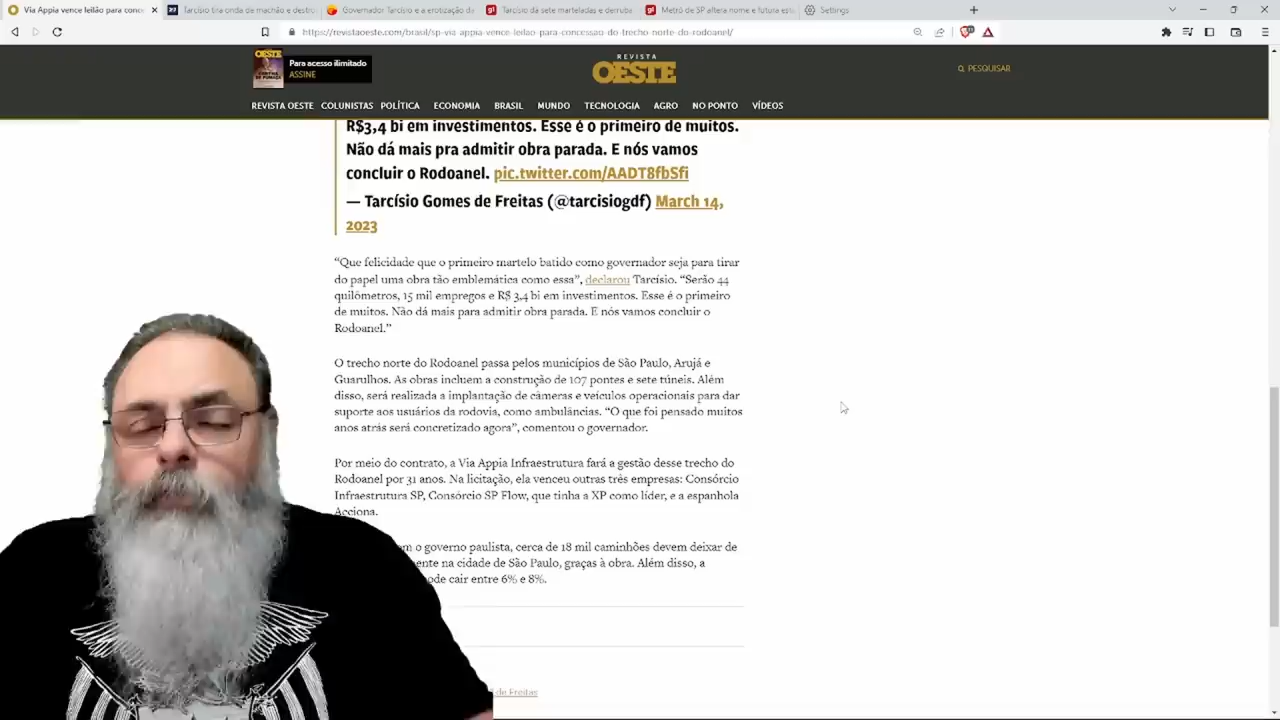 Via Appia vence leilão para conc
Tarcísio tira onda de machão e destro
Governador Tarcísio e a erotização da
Tarcísio dá sete marteladas e derruba
Metrô de SP altera nome e futura est
Settings
https://revistaoeste.com/brasil/sp-via-appia-vence-leilao-para-concessao-do-trecho-norte-do-rodoanel/
OESTE
Para acesso ilimitado
ASSINE
REVISTA
OESTE
PESQUISAR
REVISTA OESTE COLUNISTAS POLÍTICA ECONOMIA BRASIL MUNDO TECNOLOGIA AGRO NO PONTO VÍDEOS
R$3,4 bi em investimentos. Esse é o primeiro de muitos.
Não dá mais pra admitir obra parada. E nós vamos
concluir o Rodoanel. pic.twitter.com/AADT8fbSfi
— Tarcísio Gomes de Freitas (@tarcisiogdf) March 14,
2023
“Que felicidade que o primeiro martelo batido como governador seja para tirar
do papel uma obra tão emblemática como essa”, declarou Tarcísio. “Serão 44
quilômetros, 15 mil empregos e R$ 3,4 bi em investimentos. Esse é o primeiro
de muitos. Não dá mais para admitir obra parada. E nós vamos concluir o
Rodoanel.”
O trecho norte do Rodoanel passa pelos municípios de São Paulo, Arujá e
Guarulhos. As obras incluem a construção de 107 pontes e sete túneis. Além
disso, será realizada a implantação de câmeras e veículos operacionais para dar
suporte aos usuários da rodovia, como ambulâncias. “O que foi pensado muitos
anos atrás será concretizado agora”, comentou o governador.
Por meio do contrato, a Via Appia Infraestrutura fará a gestão desse trecho do
Rodoanel por 31 anos. Na licitação, ela venceu outras três empresas: Consórcio
Infraestrutura SP, Consórcio SP Flow, que tinha a XP como líder, e a espanhola
Acciona.
om o governo paulista, cerca de 18 mil caminhões devem deixar de
ente na cidade de São Paulo, graças à obra. Além disso, a
ode cair entre 6% e 8%.
de Freitas